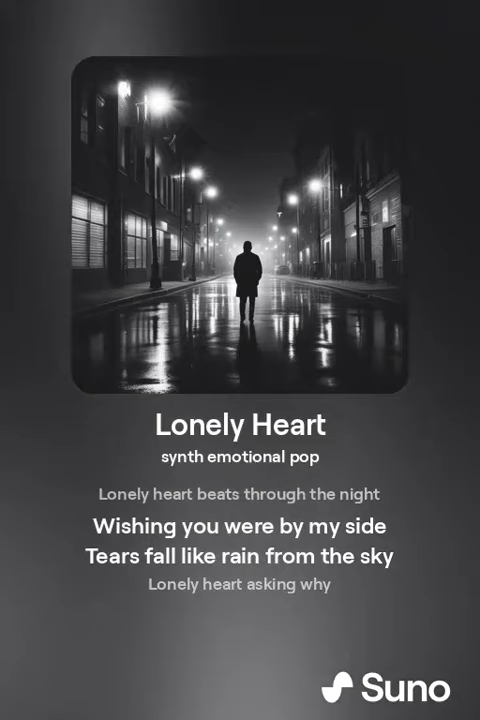 Lonely Heart
synth emotional pop
Lonely heart beats through the night
Wishing you were by my side
Tears fall like rain from the sky
Lonely heart asking why
Suno